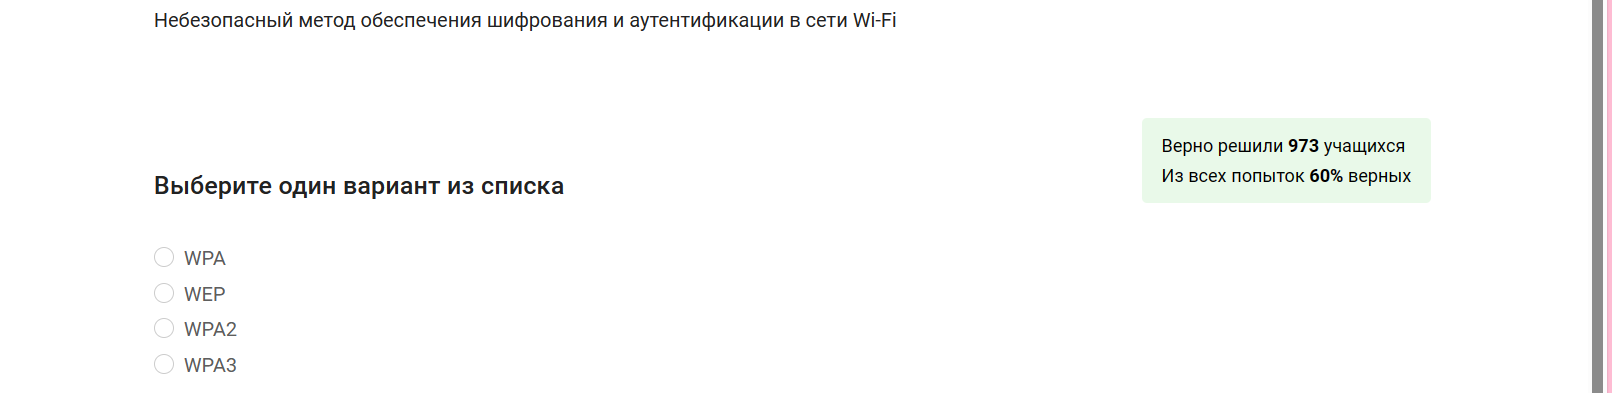 Небезопасный метод обеспечения шифрования и аутентификации в сети Wi-Fi
Верно решили 973 учащихся
Из всех попыток 60% верных
Выберите один вариант из списка
WPA
WEP
WPA2
WPA3